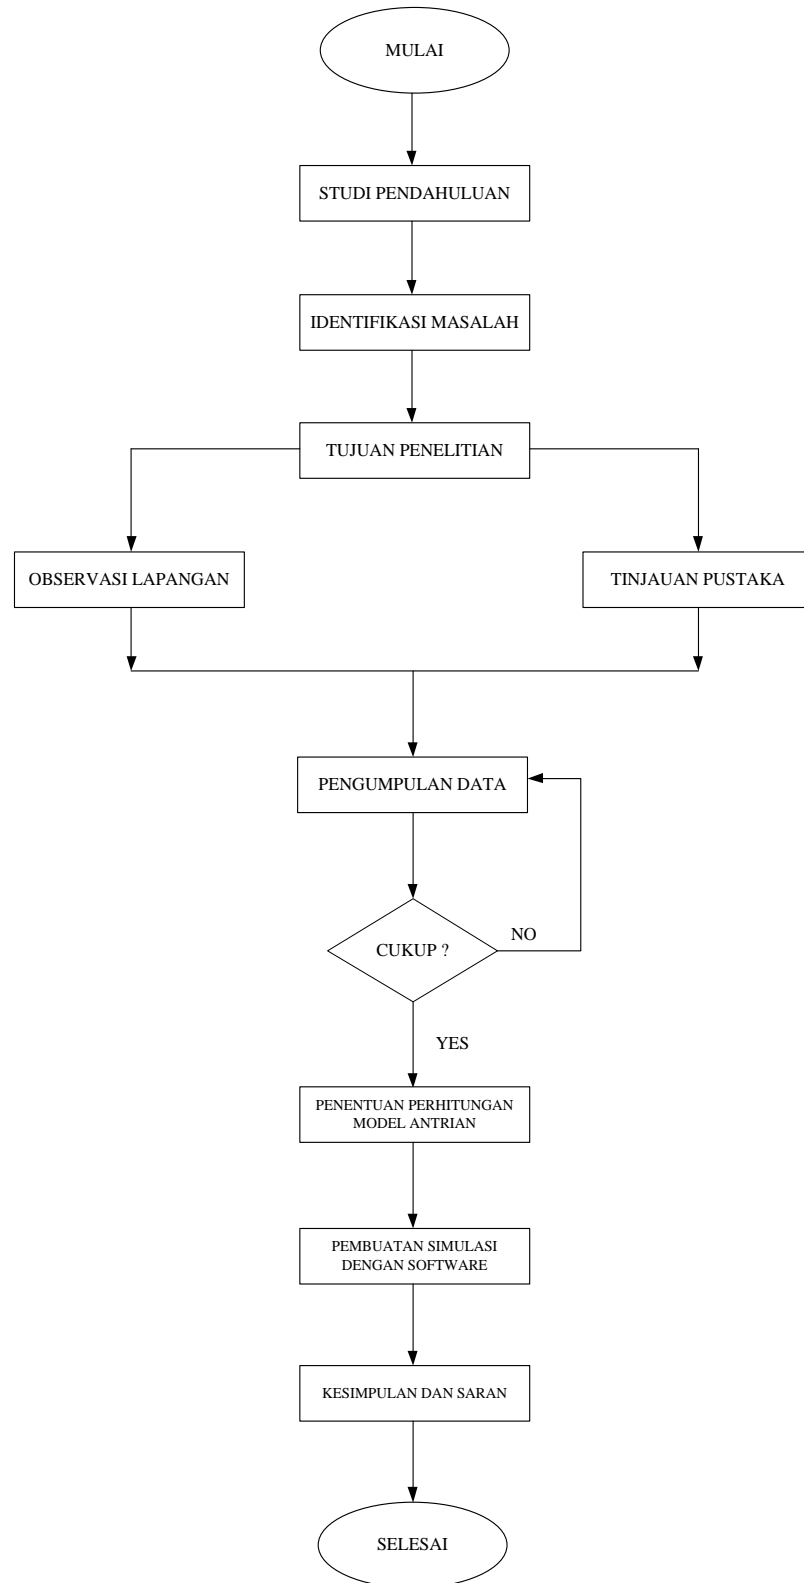 MULAI
STUDI PENDAHULUAN
IDENTIFIKASI MASALAH
TUJUAN PENELITIAN
OBSERVASI LAPANGAN
TINJAUAN PUSTAKA
PENGUMPULAN DATA
CUKUP ?
NO
YES
PENENTUAN PERHITUNGAN
MODEL ANTRIAN
PEMBUATAN SIMULASI
DENGAN SOFTWARE
KESIMPULAN DAN SARAN
SELESAI